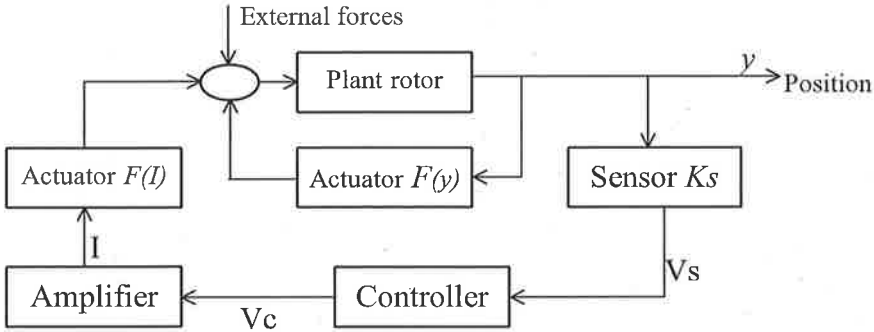 External forces
Plant rotor
y
Position
Actuator F(I)
Actuator F(y)
Sensor Ks
I
Vs
Amplifier
Controller
Vc